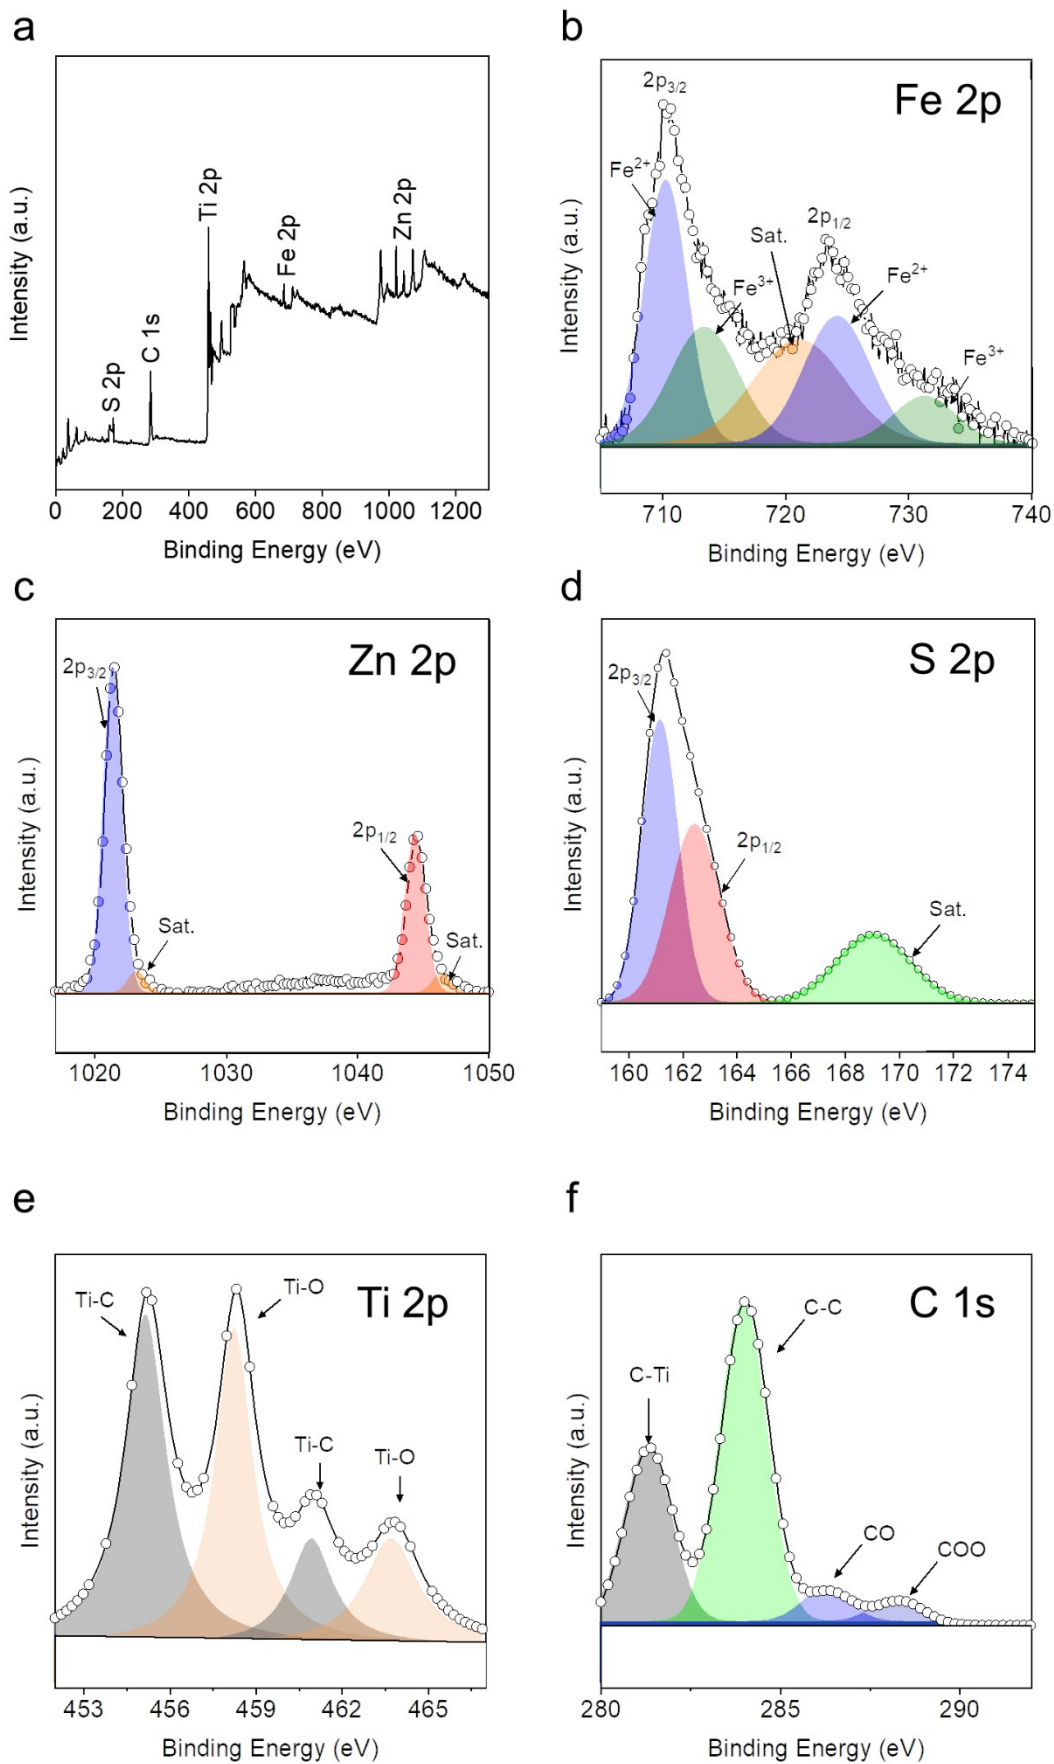 a
Intensity (a.u.)
S 2p
C 1s
Ti 2p
Fe 2p
Zn 2p
0 200 400 600 800 1000 1200
Binding Energy (eV)
b
Fe 2p
Intensity (a.u.)
2p3/2
Fe2+
Fe3+
Sat.
2p1/2
Fe2+
Fe3+
710 720 730 740
Binding Energy (eV)
c
Zn 2p
Intensity (a.u.)
2p3/2
Sat.
2p1/2
Sat.
1020 1030 1040 1050
Binding Energy (eV)
d
S 2p
Intensity (a.u.)
2p3/2
2p1/2
Sat.
160 162 164 166 168 170 172 174
Binding Energy (eV)
e
Ti 2p
Intensity (a.u.)
Ti-C
Ti-O
Ti-C
Ti-O
453 456 459 462 465
Binding Energy (eV)
f
C 1s
Intensity (a.u.)
C-Ti
C-C
CO
COO
280 285 290
Binding Energy (eV)